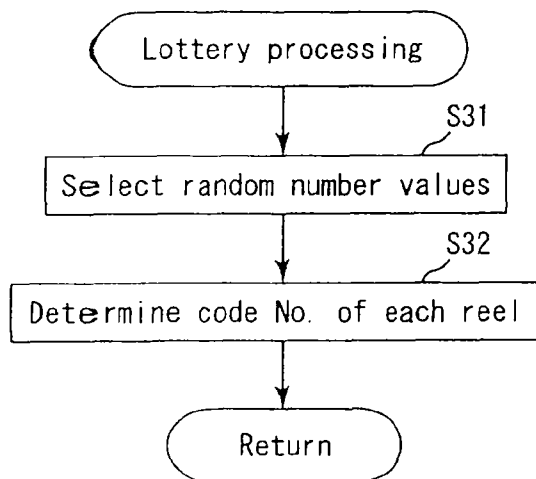 Lottery processing
S31
Select random number values
S32
Determine code No. of each reel
Return